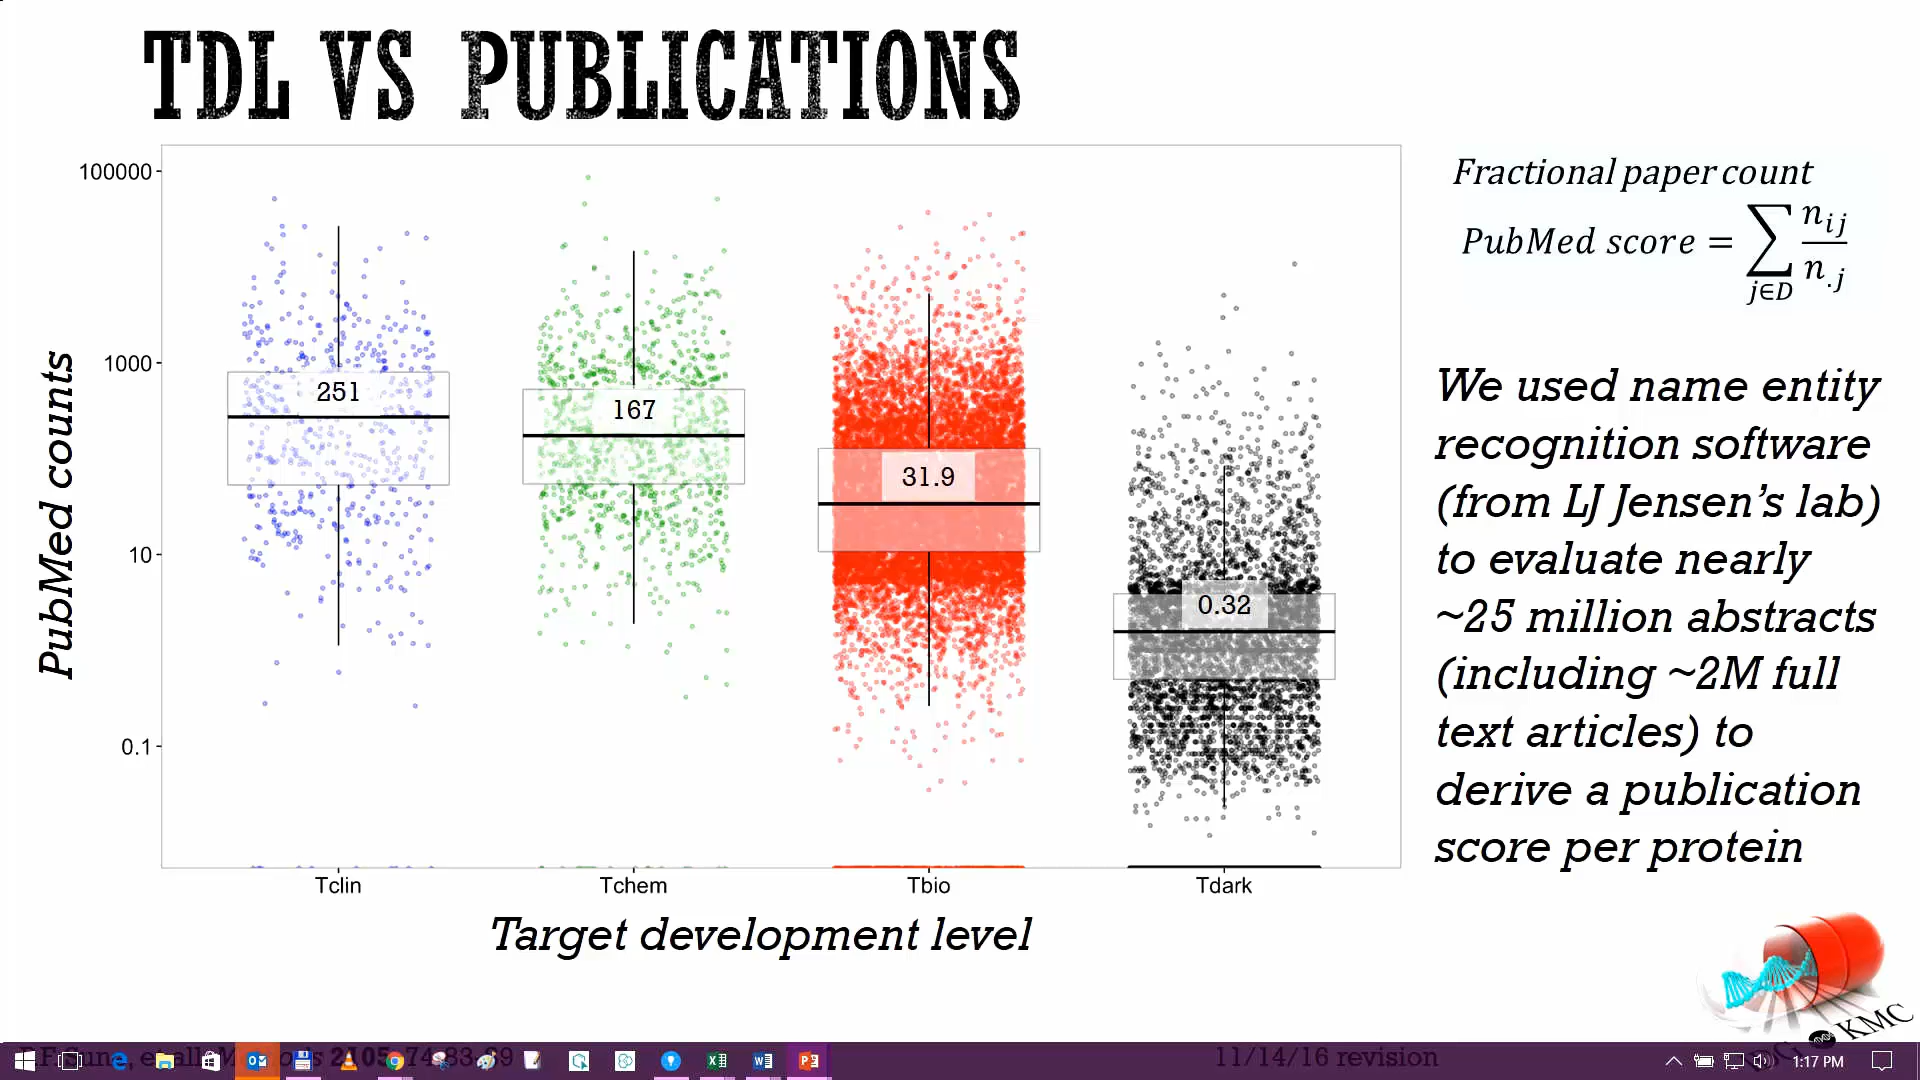 TDL VS PUBLICATIONS
100000
1000
10
0.1
PubMed counts
251
167
31.9
0.32
Tclin
Tchem
Tbio
Tdark
Target development level
Fractional paper count
PubMed score = ∑ j∈D n ij / n .j
We used name entity
recognition software
(from LJ Jensen's lab)
to evaluate nearly
~25 million abstracts
(including ~2M full
text articles) to
derive a publication
score per protein
KMC
2105
11/14/16 revision
1:17 PM